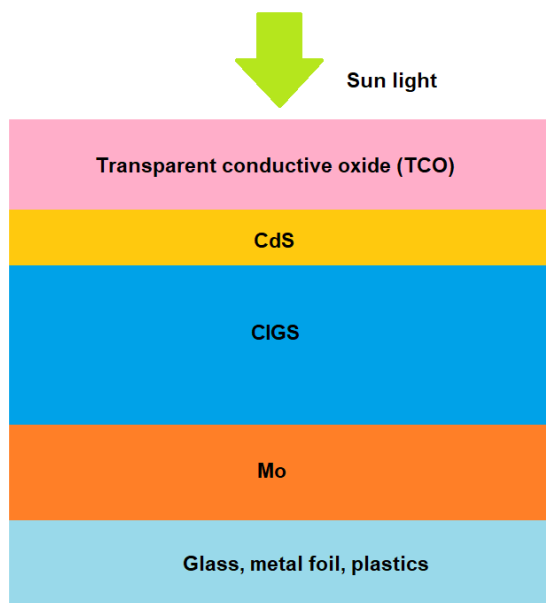 Sun light
Transparent conductive oxide (TCO)
CdS
CIGS
Mo
Glass, metal foil, plastics